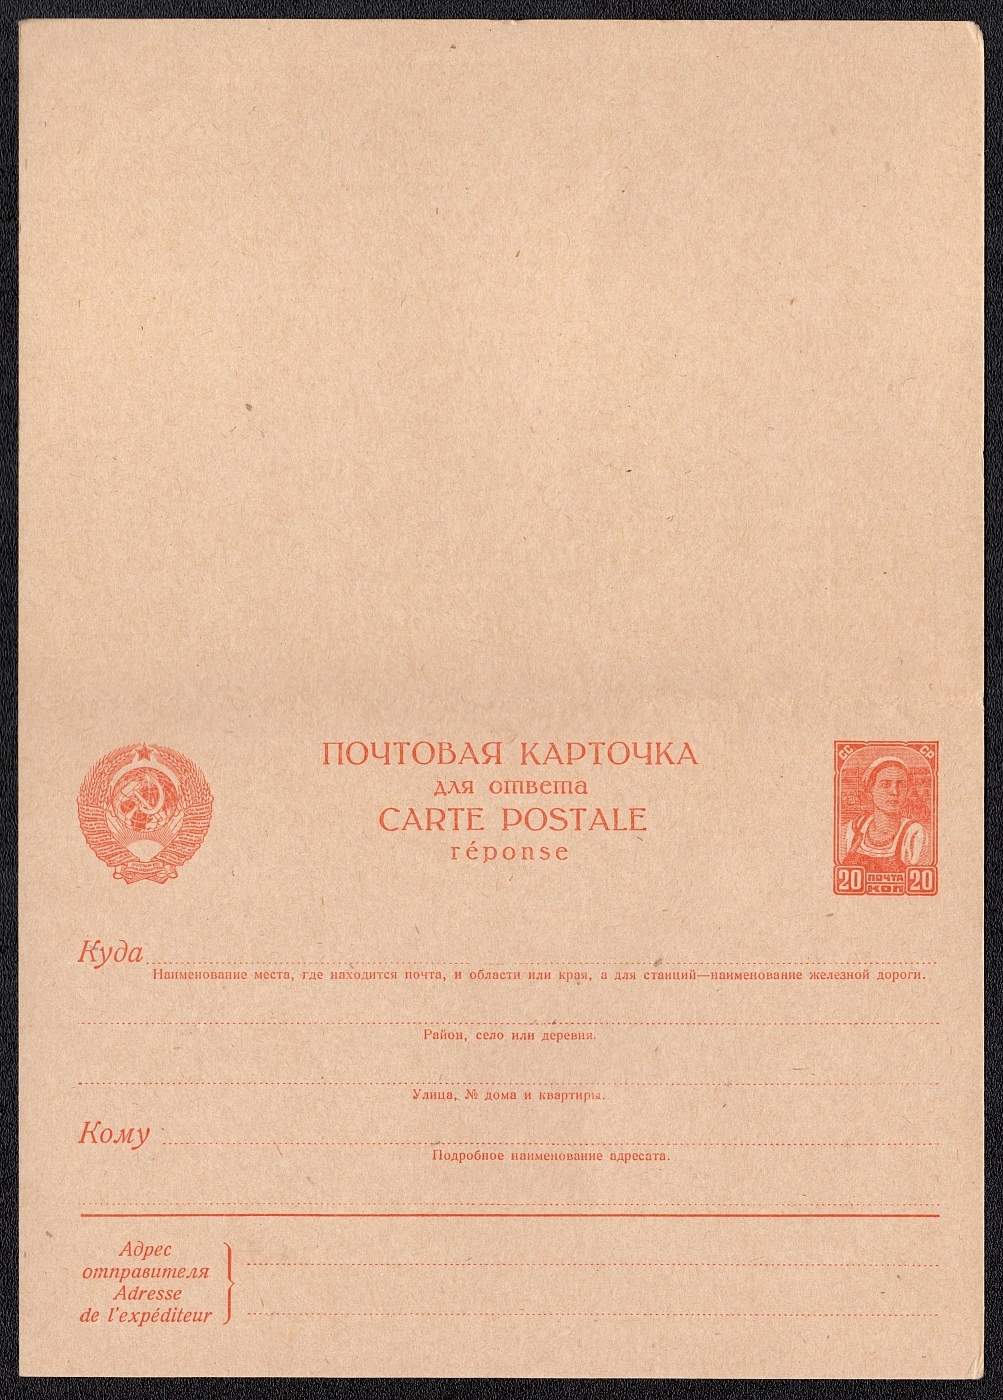 ПОЧТОВАЯ КАРТОЧКА
для ответа
CARTE POSTALE
réponse
СС СР
20 ПОЧТА КОП 20
Куда
Наименование места, где находится почта, и области или края, а для станций—наименование железной дороги.
Район, село или деревня.
Улица, № дома и квартиры.
Кому
Подробное наименование адресата.
Адрес
отправителя
Adresse
de l'expéditeur